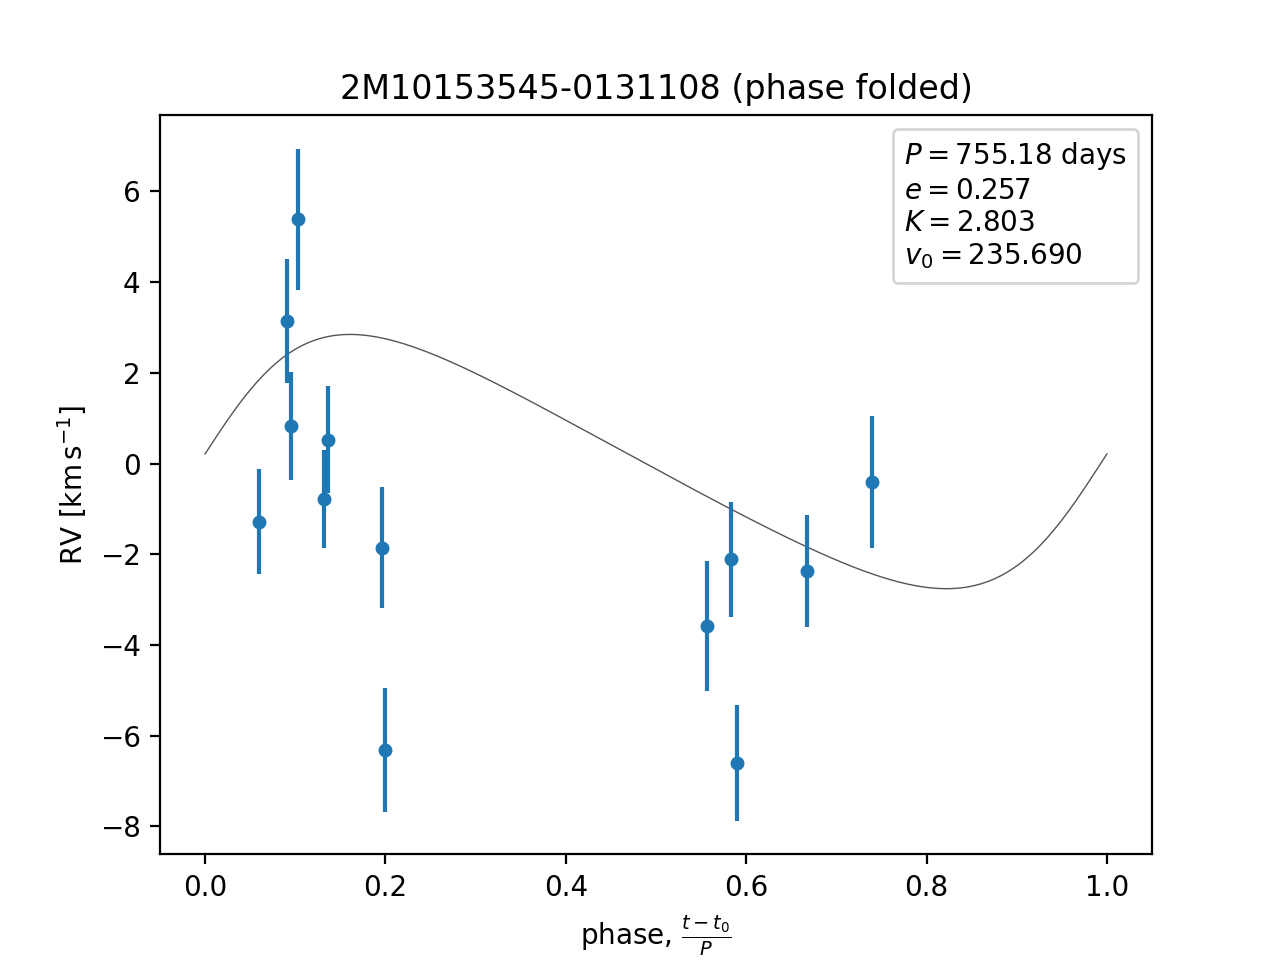 2M10153545-0131108 (phase folded)
P = 755.18 days
e = 0.257
K = 2.803
v₀ = 235.690
RV [km s⁻¹]
6
4
2
0
−2
−4
−6
−8
0.0 0.2 0.4 0.6 0.8 1.0
phase, (t − t₀)/P